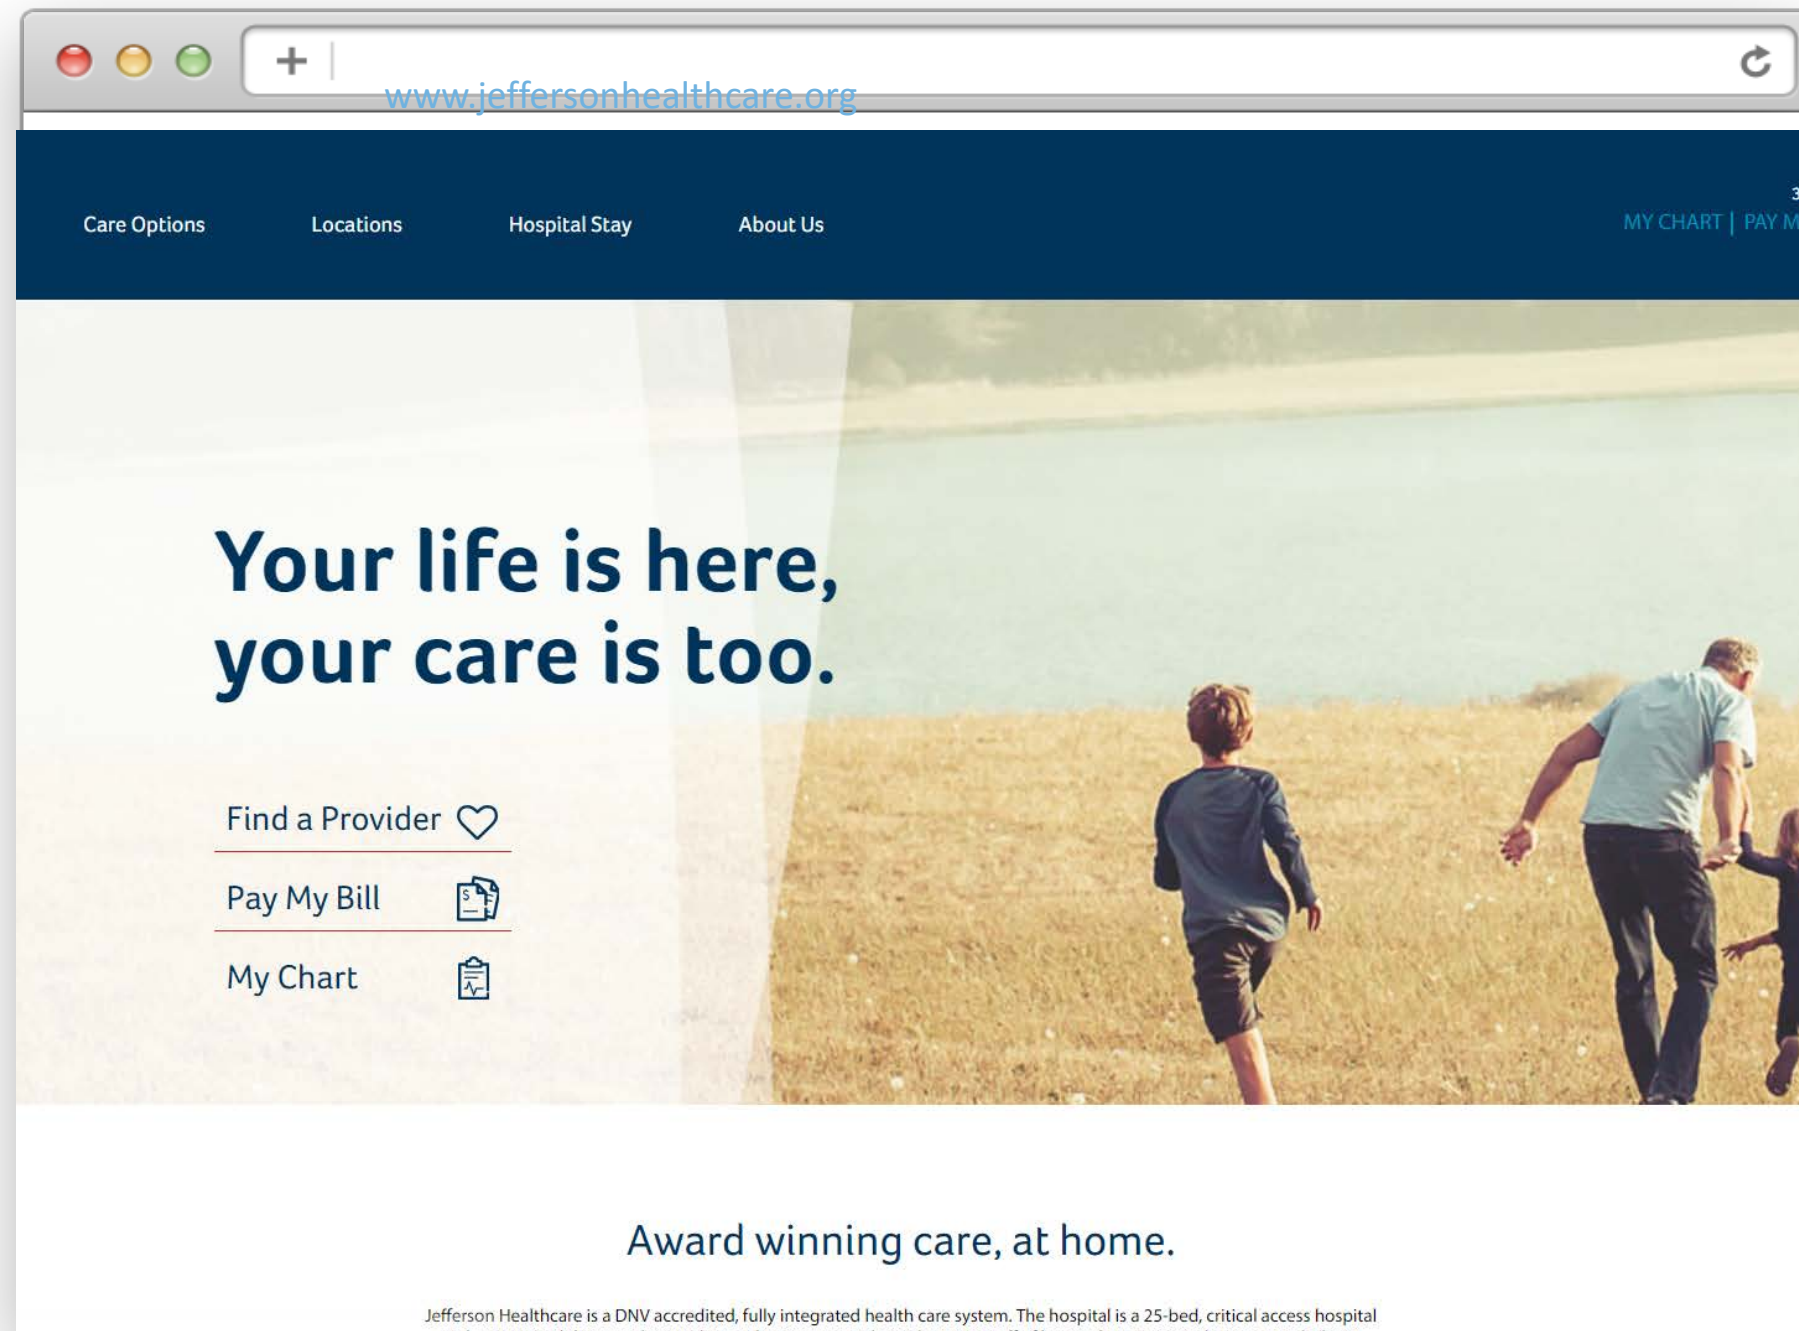 www.jeffersonhealthcare.org
3
Care Options Locations Hospital Stay About Us MY CHART | PAY M
Your life is here,
your care is too.
Find a Provider
Pay My Bill
$
My Chart
Award winning care, at home.
Jefferson Healthcare is a DNV accredited, fully integrated health care system. The hospital is a 25-bed, critical access hospital